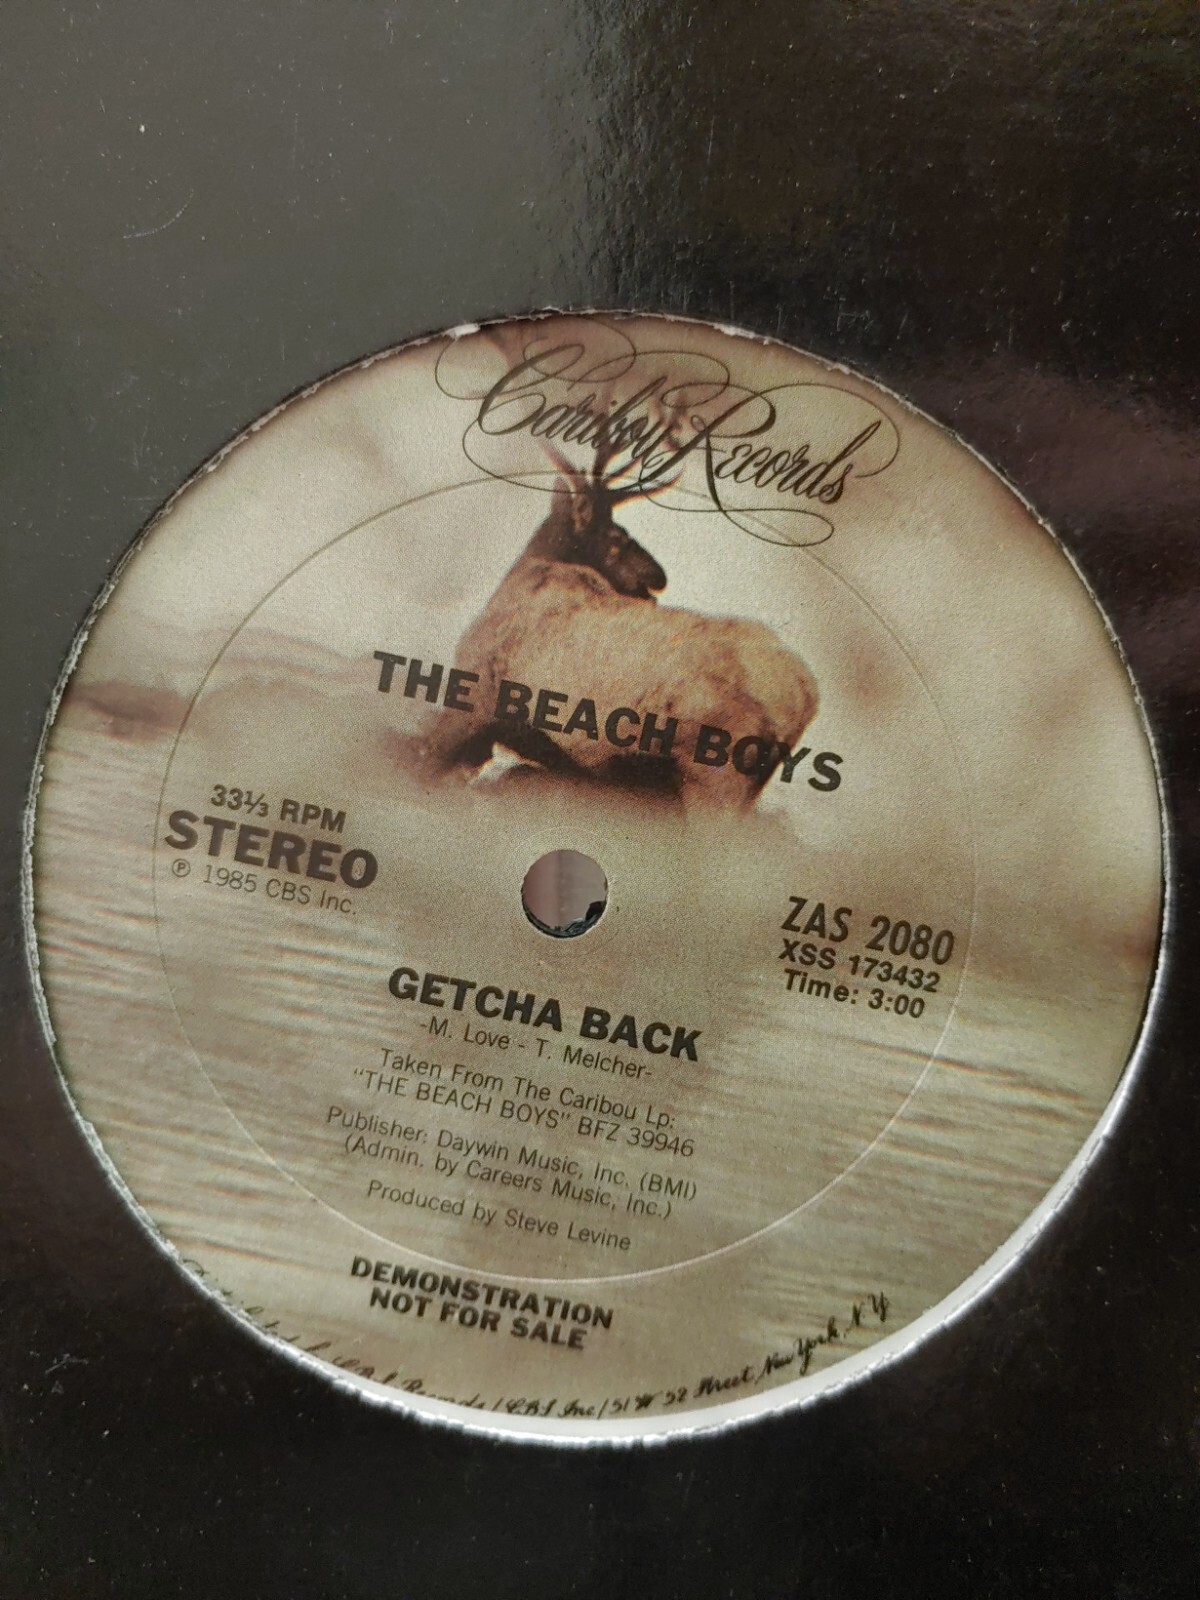 Caribou Records
THE BEACH BOYS
33⅓ RPM
STEREO
℗ 1985 CBS Inc.
ZAS 2080
XSS 173432
Time: 3:00
GETCHA BACK
-M. Love - T. Melcher-
Taken From The Caribou Lp:
"THE BEACH BOYS" BFZ 39946
Publisher: Daywin Music, Inc. (BMI)
(Admin. by Careers Music, Inc.)
Produced by Steve Levine
DEMONSTRATION
NOT FOR SALE
Records / CBS Inc / 51 W 52 Street, New York, N.Y.